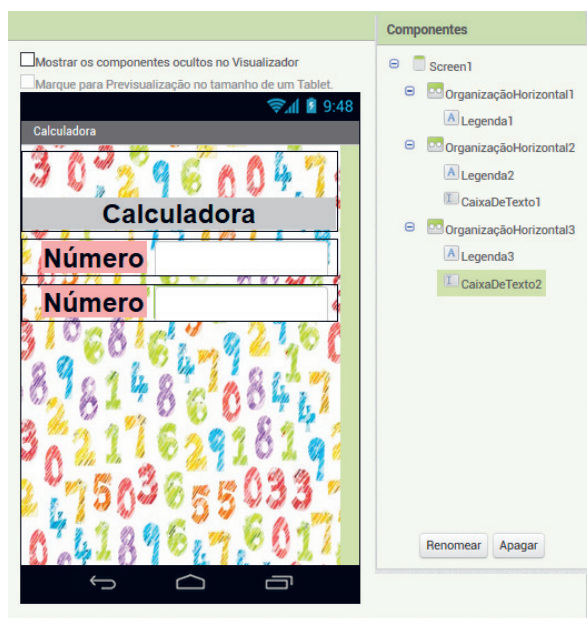 Mostrar os componentes ocultos no Visualizador
Marque para Previsualização no tamanho de um Tablet.
9:48
Calculadora
Calculadora
Número
Número
Componentes
Screen1
OrganizaçãoHorizontal1
Legenda1
OrganizaçãoHorizontal2
Legenda2
CaixaDeTexto1
OrganizaçãoHorizontal3
Legenda3
CaixaDeTexto2
Renomear Apagar